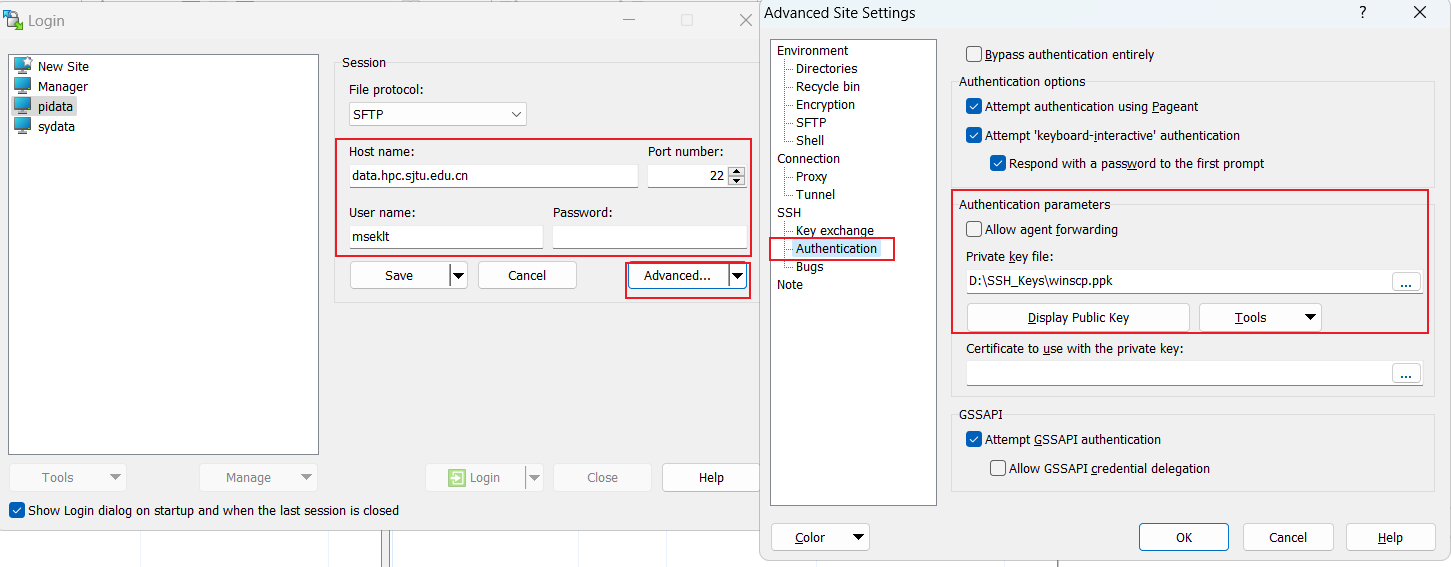 Login
New Site
Manager
pidata
sydata
Session
File protocol:
SFTP
Host name:
Port number:
data.hpc.sjtu.edu.cn
22
User name:
Password:
mseklt
Save
Cancel
Advanced...
Tools
Manage
Login
Close
Help
Show Login dialog on startup and when the last session is closed
Advanced Site Settings
?
Environment
Directories
Recycle bin
Encryption
SFTP
Shell
Connection
Proxy
Tunnel
SSH
Key exchange
Authentication
Bugs
Note
Bypass authentication entirely
Authentication options
Attempt authentication using Pageant
Attempt 'keyboard-interactive' authentication
Respond with a password to the first prompt
Authentication parameters
Allow agent forwarding
Private key file:
D:\SSH_Keys\winscp.ppk
...
Display Public Key
Tools
Certificate to use with the private key:
...
GSSAPI
Attempt GSSAPI authentication
Allow GSSAPI credential delegation
Color
OK
Cancel
Help